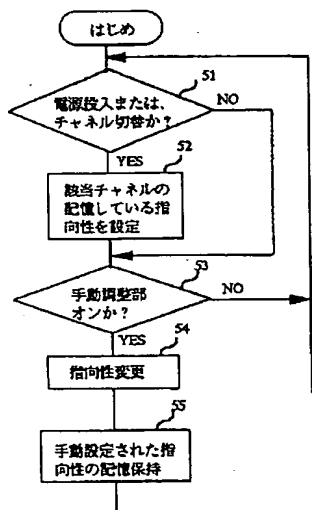 はじめ
51
電源投入または、
チャネル切替か？
NO
YES
52
該当チャネルの
記憶している指
向性を設定
53
手動調整部
オンか？
NO
YES
54
指向性変更
55
手動設定された指
向性の記憶保持